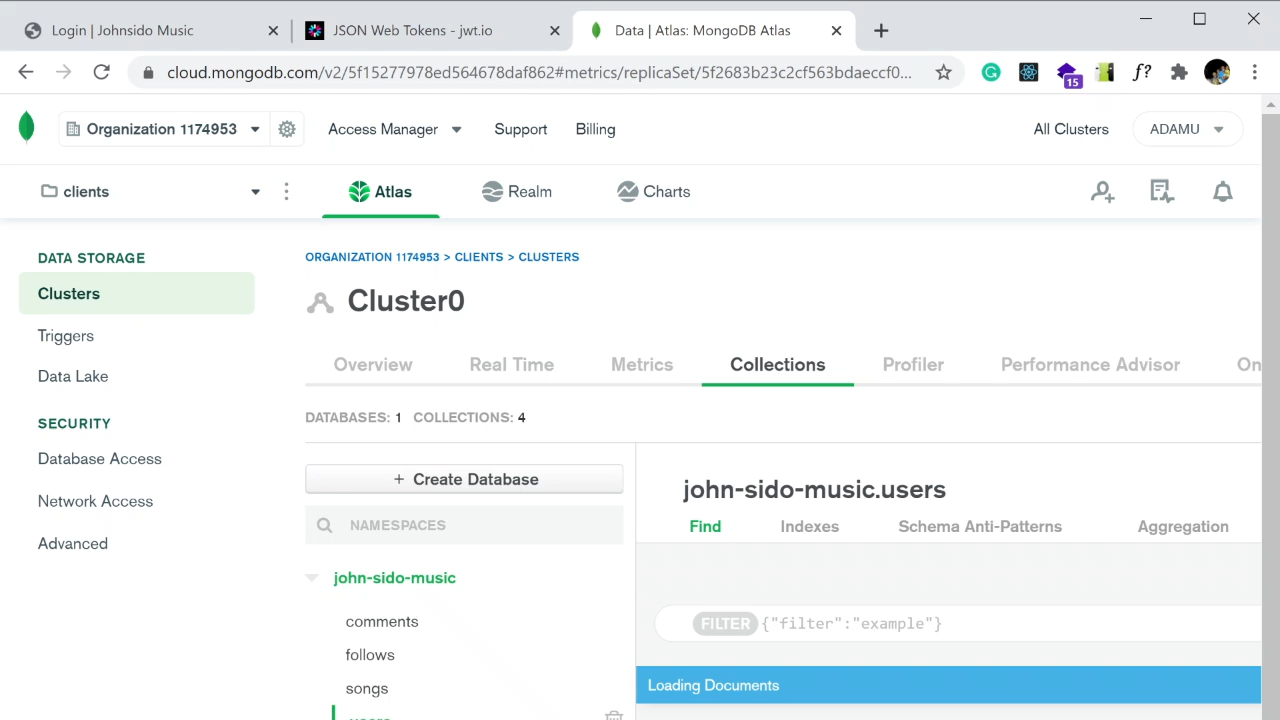 Login | Johnsido Music
JSON Web Tokens - jwt.io
Data | Atlas: MongoDB Atlas
cloud.mongodb.com/v2/5f15277978ed5646781af862#metrics/replicaSet/5f2683b23c2cf563bdaeccf0...
15
f?
Organization 1174953
Access Manager
Support
Billing
All Clusters
ADAMU
clients
Atlas
Realm
Charts
DATA STORAGE
Clusters
Triggers
Data Lake
SECURITY
Database Access
Network Access
Advanced
ORGANIZATION 1174953 > CLIENTS > CLUSTERS
Cluster0
Overview
Real Time
Metrics
Collections
Profiler
Performance Advisor
On
DATABASES: 1 COLLECTIONS: 4
+ Create Database
NAMESPACES
john-sido-music
comments
follows
songs
users
john-sido-music.users
Find
Indexes
Schema Anti-Patterns
Aggregation
FILTER {"filter":"example"}
Loading Documents